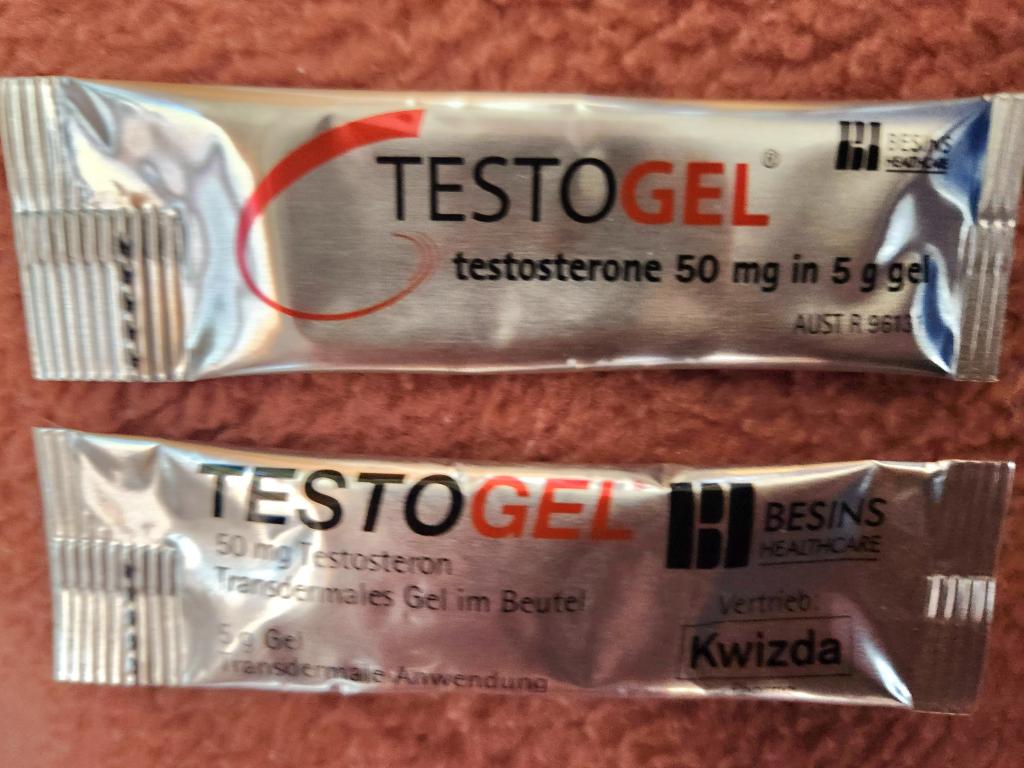 TESTOGEL®
BESINS
HEALTHCARE
testosterone 50 mg in 5 g gel
AUST R 9613
TESTOGEL
50 mg Testosteron
Transdermales Gel im Beutel
5 g Gel
Transdermale Anwendung
BESINS
HEALTHCARE
Vertrieb:
Kwizda